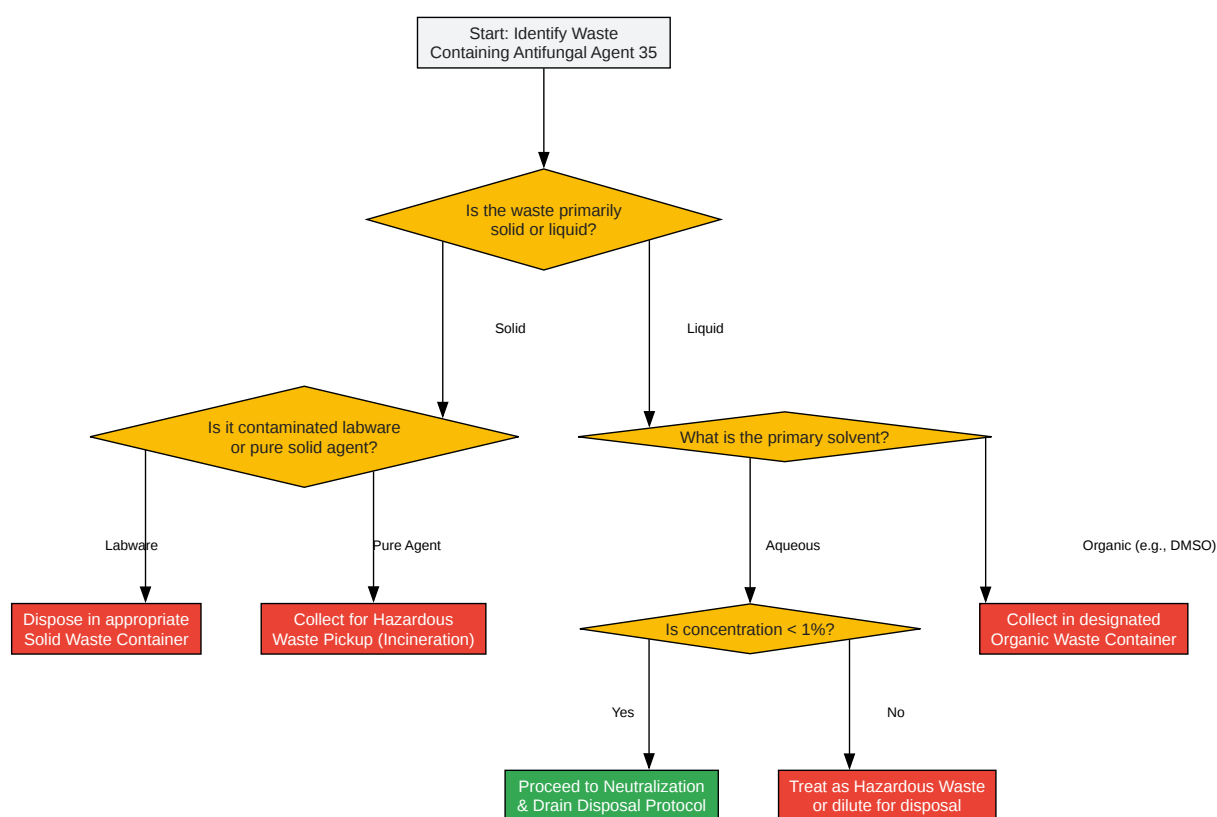 Start: Identify Waste
Containing Antifungal Agent 35
Is the waste primarily
solid or liquid?
Solid
Liquid
Is it contaminated labware
or pure solid agent?
What is the primary solvent?
Labware
Pure Agent
Aqueous
Organic (e.g., DMSO)
Dispose in appropriate
Solid Waste Container
Collect for Hazardous
Waste Pickup (Incineration)
Is concentration < 1%?
Collect in designated
Organic Waste Container
Yes
No
Proceed to Neutralization
& Drain Disposal Protocol
Treat as Hazardous Waste
or dilute for disposal